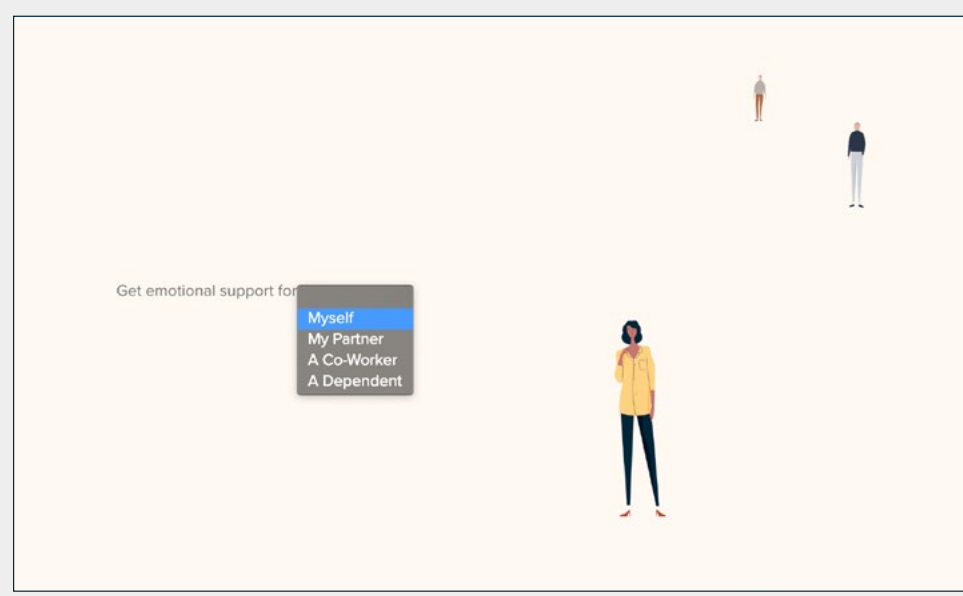 Get emotional support for
Myself
My Partner
A Co-Worker
A Dependent